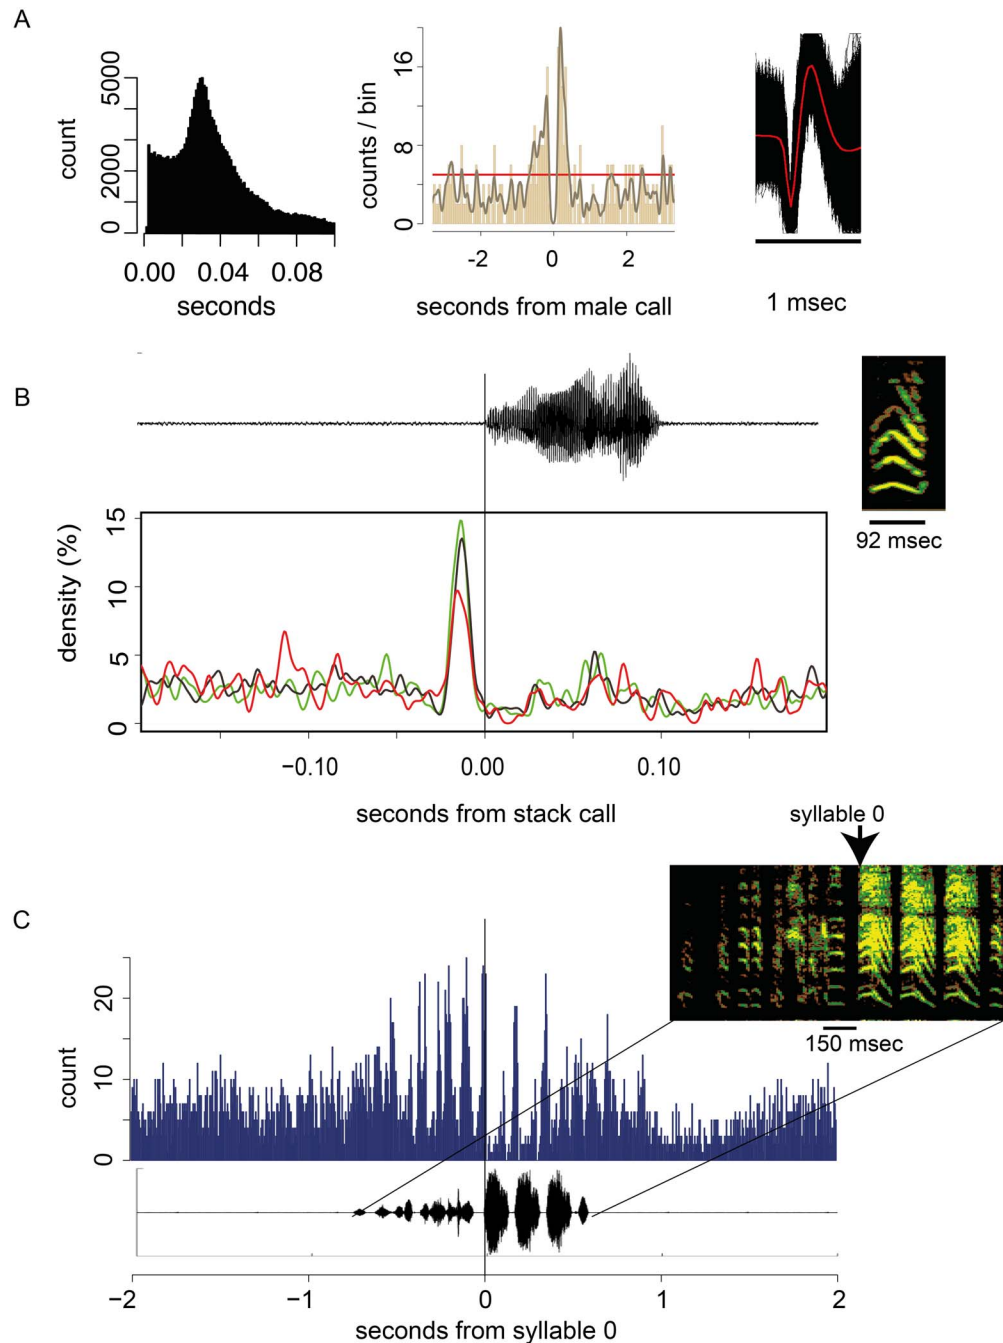 A
count
0 2000 5000
0.00 0.04 0.08
seconds
counts / bin
0 8 16
-2 0 2
seconds from male call
1 msec
B
92 msec
density (%)
0 5 10 15
−0.10 0.00 0.10
seconds from stack call
syllable 0
150 msec
C
count
0 10 20
−2 −1 0 1 2
seconds from syllable 0